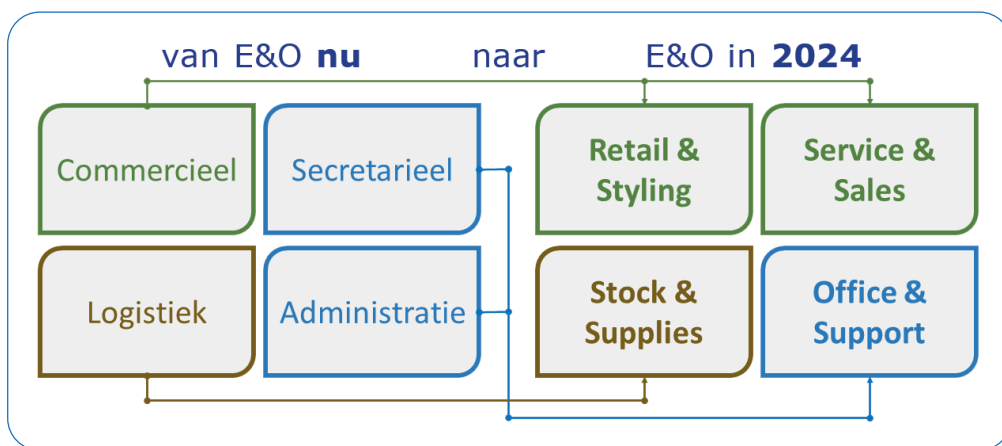 van E&O nu naar E&O in 2024
Commercieel
Secretarieel
Retail &
Styling
Service &
Sales
Logistiek
Administratie
Stock &
Supplies
Office &
Support